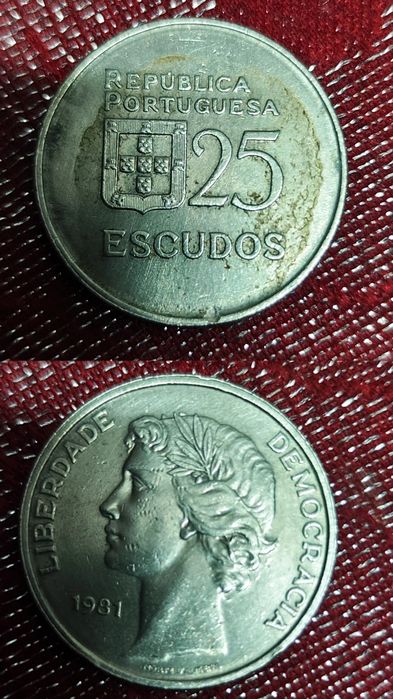 REPÚBLICA
PORTUGUESA
25
ESCUDOS
LIBERDADE
DEMOCRACIA
1981